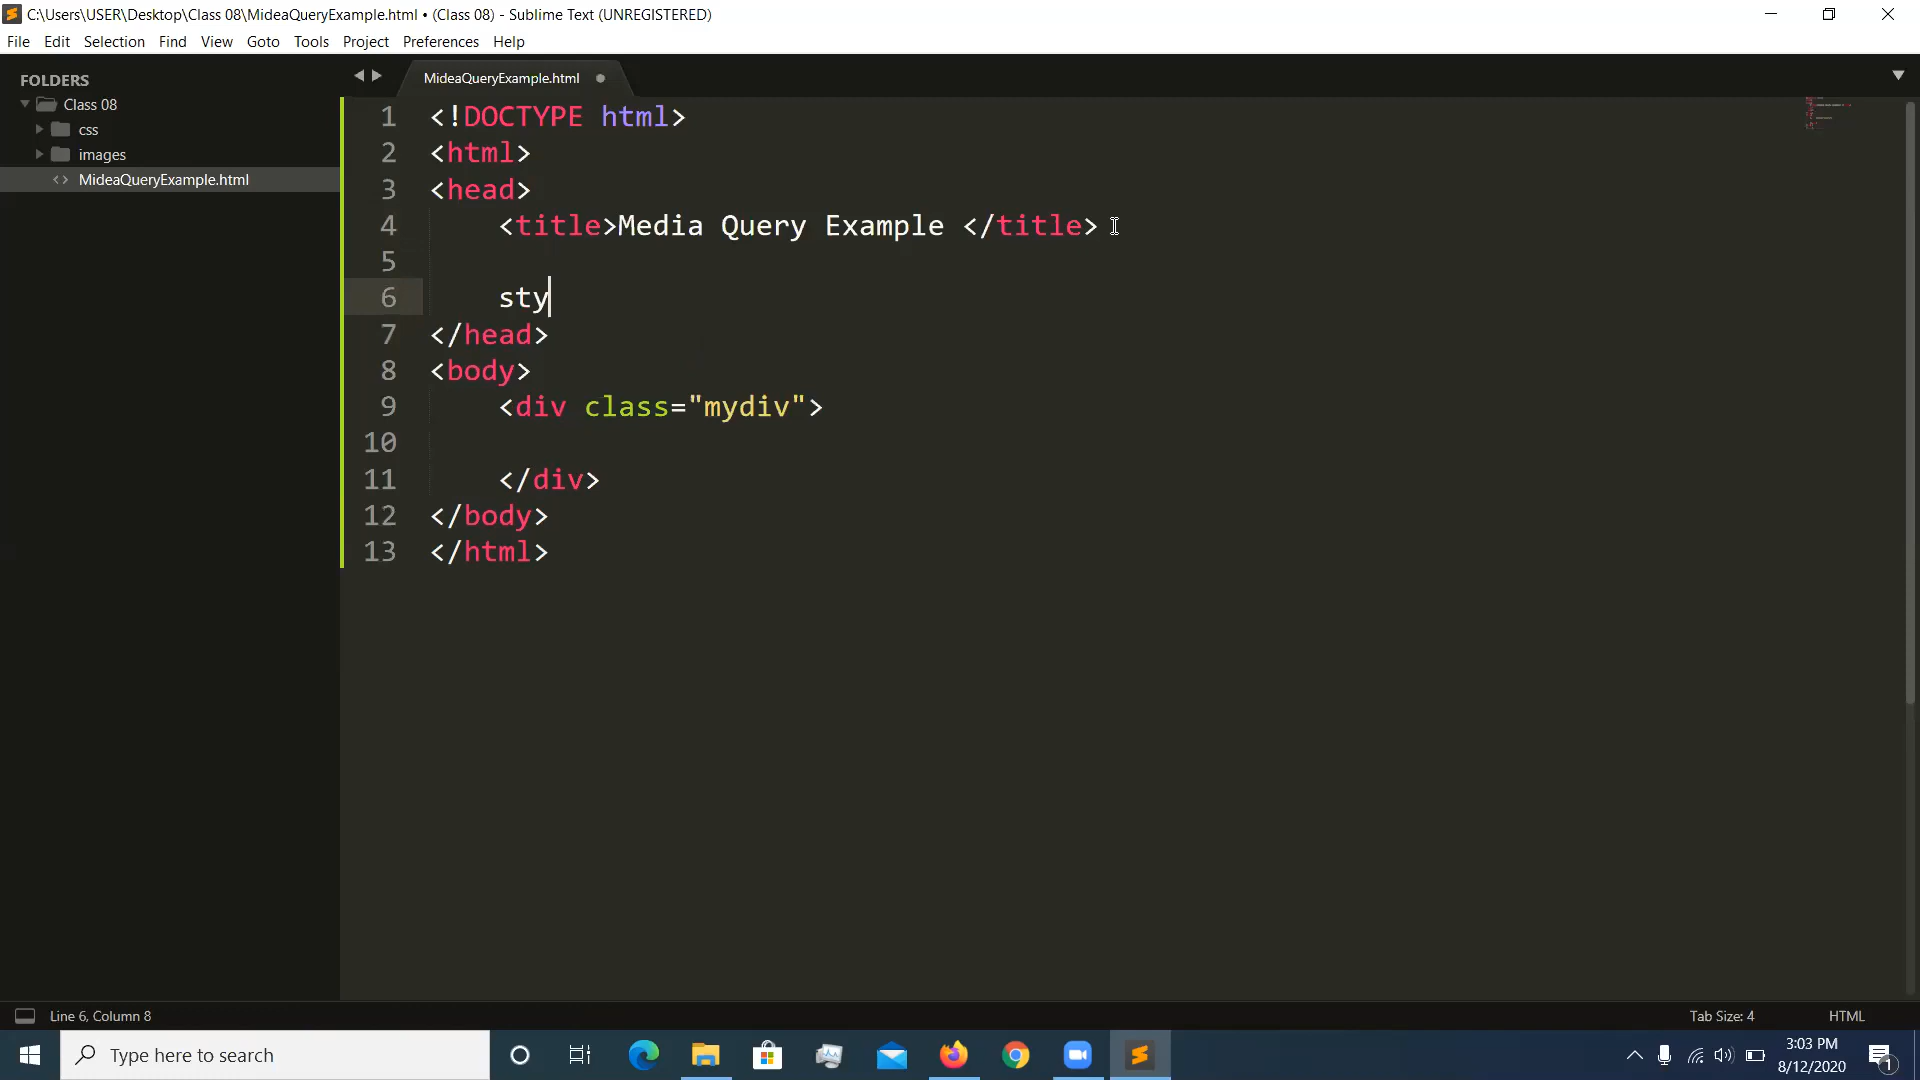 C:\Users\USER\Desktop\Class 08\MideaQueryExample.html • (Class 08) - Sublime Text (UNREGISTERED)
File Edit Selection Find View Goto Tools Project Preferences Help
FOLDERS
Class 08
css
images
MideaQueryExample.html
MideaQueryExample.html
1 <!DOCTYPE html>
2 <html>
3 <head>
4 <title>Media Query Example </title>
5
6 sty
7 </head>
8 <body>
9 <div class="mydiv">
10
11 </div>
12 </body>
13 </html>
Line 6, Column 8
Tab Size: 4
HTML
Type here to search
3:03 PM
8/12/2020
1